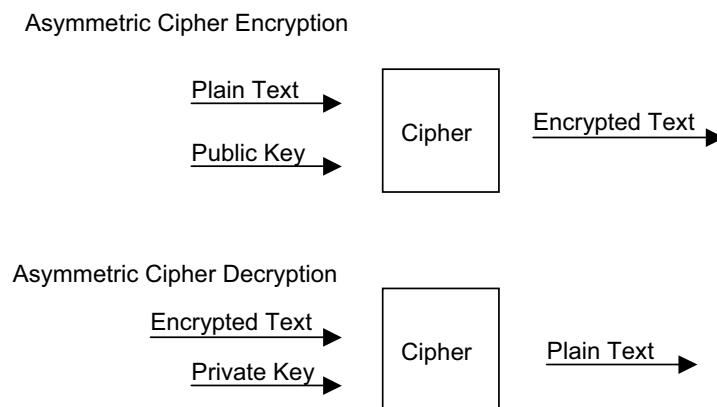 Asymmetric Cipher Encryption
Plain Text
Public Key
Cipher
Encrypted Text
Asymmetric Cipher Decryption
Encrypted Text
Private Key
Cipher
Plain Text